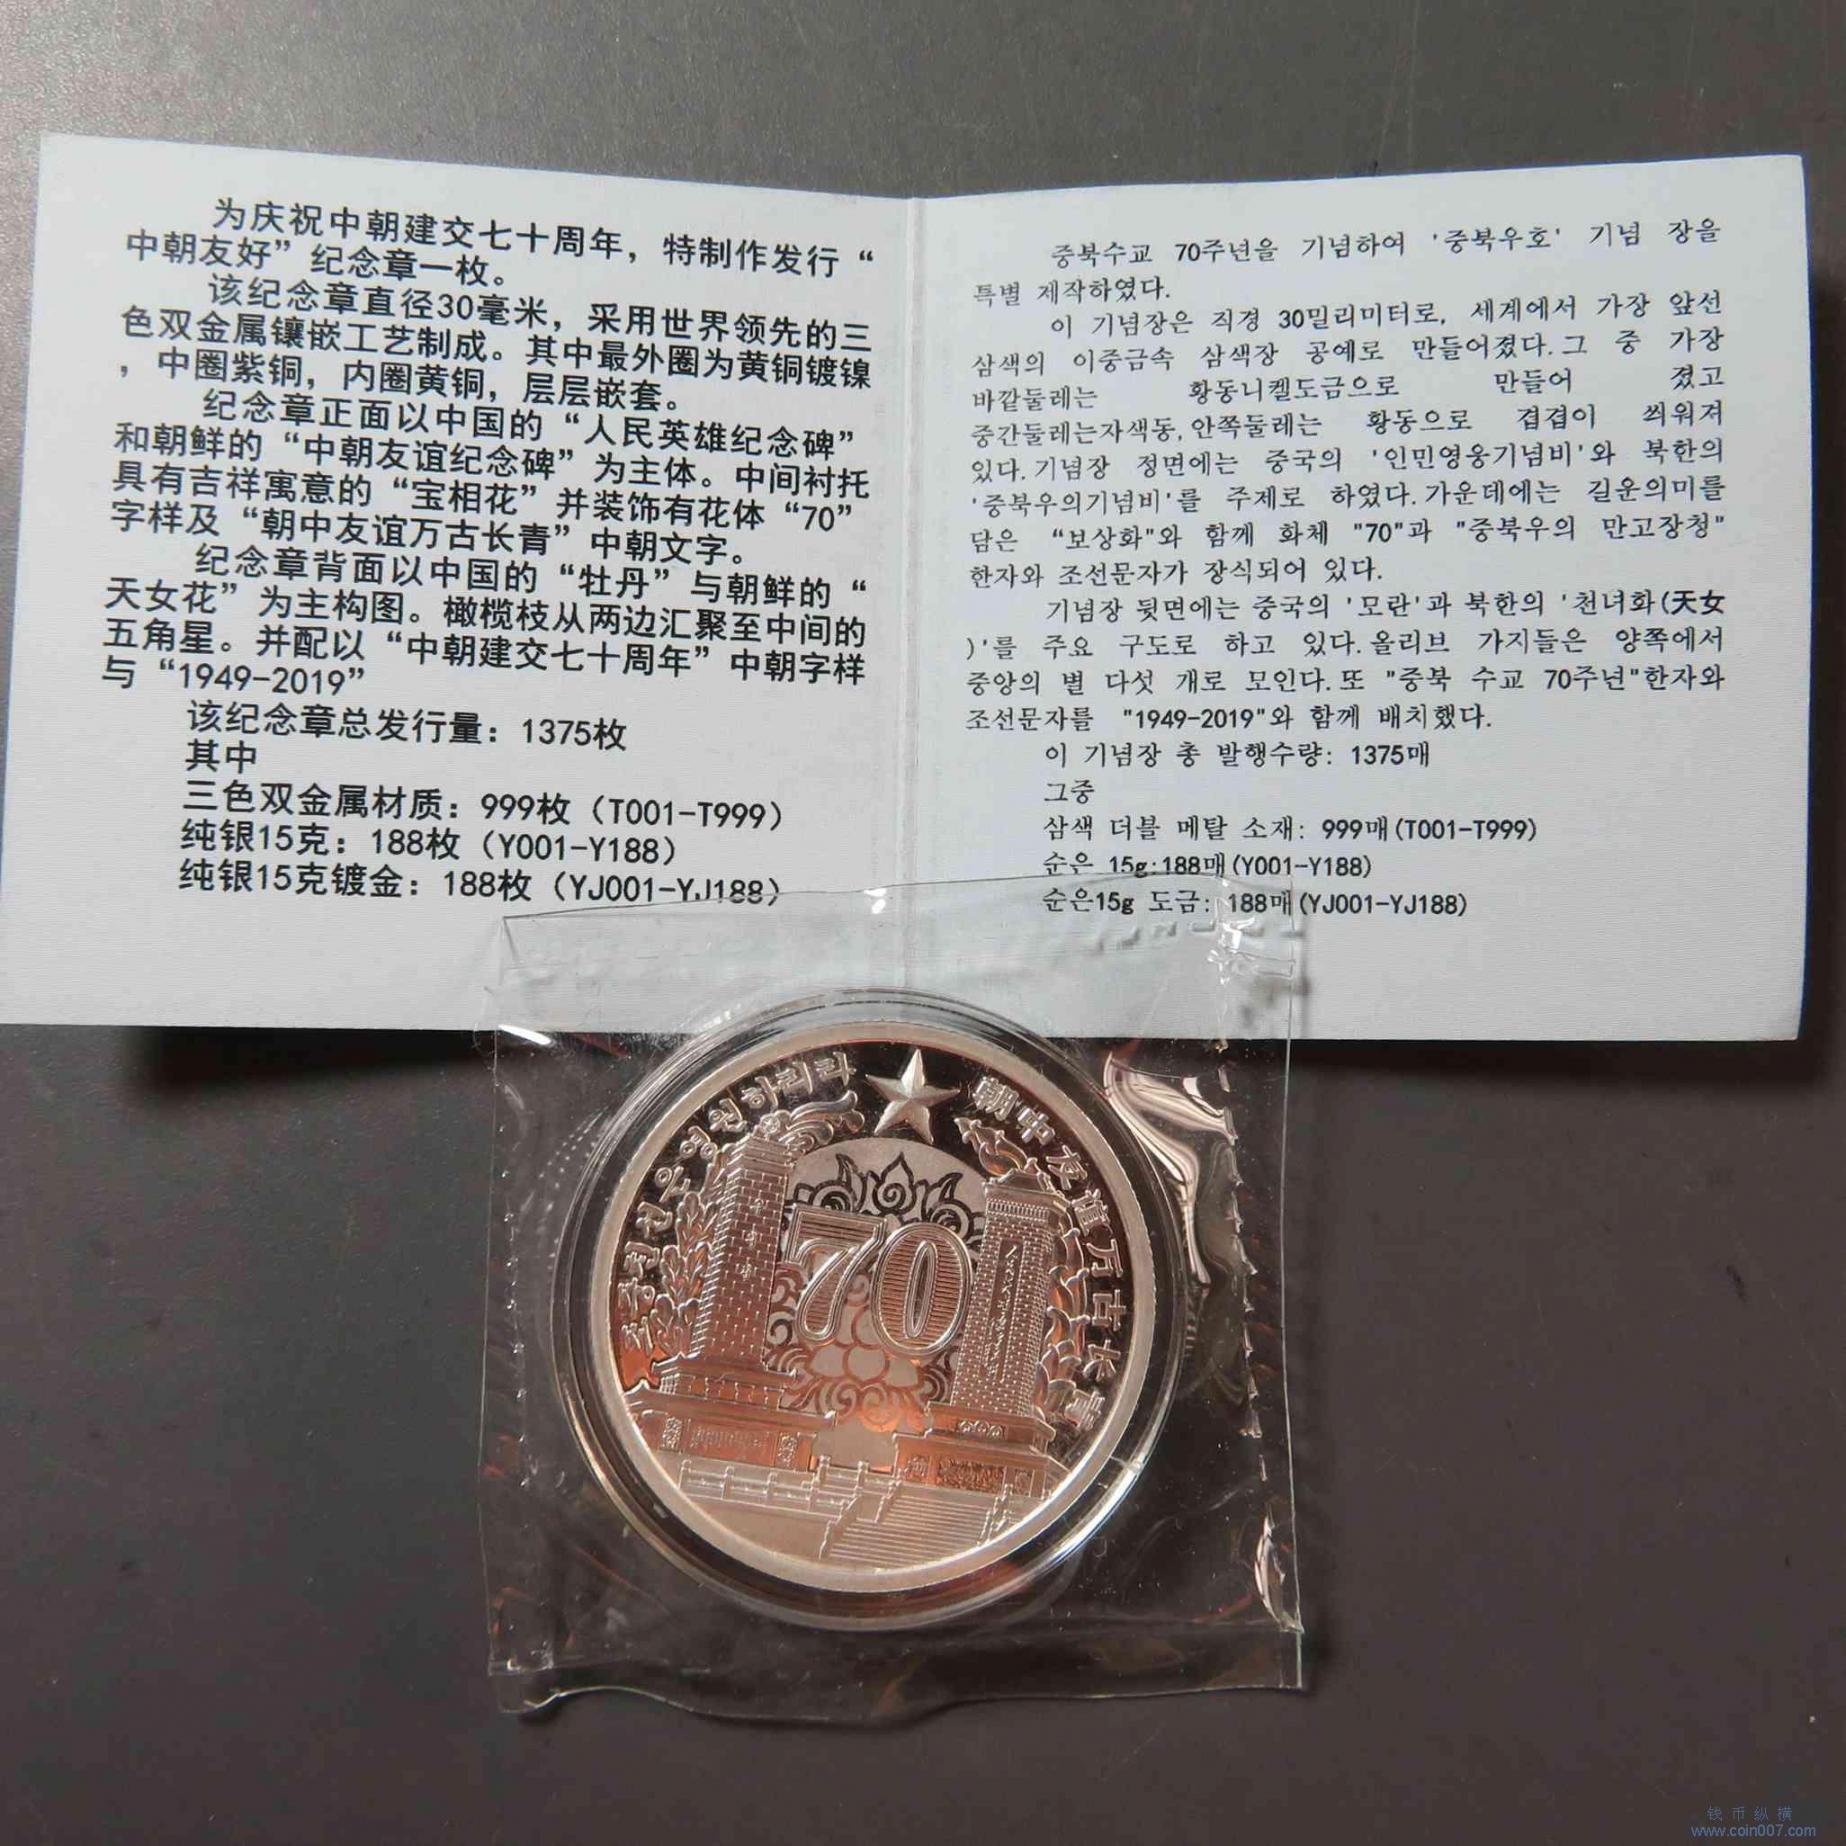 为庆祝中朝建交七十周年，特制作发行“
中朝友好”纪念章一枚。
该纪念章直径30毫米，采用世界领先的三
色双金属镶嵌工艺制成。其中最外圈为黄铜镀镍
，中圈紫铜，内圈黄铜，层层嵌套。
纪念章正面以中国的“人民英雄纪念碑”
和朝鲜的“中朝友谊纪念碑”为主体。中间衬托
具有吉祥寓意的“宝相花”并装饰有花体“70”
字样及“朝中友谊万古长青”中朝文字。
纪念章背面以中国的“牡丹”与朝鲜的“
天女花”为主构图。橄榄枝从两边汇聚至中间的
五角星。并配以“中朝建交七十周年”中朝字样
与“1949-2019”
该纪念章总发行量：1375枚
其中
三色双金属材质：999枚（T001-T999）
纯银15克：188枚（Y001-Y188）
纯银15克镀金：188枚（YJ001-YJ188）
중북수교 70주년을 기념하여 '중북우호' 기념 장을
특별 제작하였다.
이 기념장은 직경 30밀리미터로, 세계에서 가장 앞선
삼색의 이중금속 삼색장 공예로 만들어졌다.그 중 가장
바깥둘레는 황동니켈도금으로 만들어 졌고
중간둘레는자색동,안쪽둘레는 황동으로 겹겹이 씌워져
있다.기념장 정면에는 중국의 '인민영웅기념비'와 북한의
'중북우의기념비'를 주제로 하였다.가운데에는 길운의미를
담은 “보상화"와 함께 화체 "70"과 "중북우의 만고장청"
한자와 조선문자가 장식되어 있다.
기념장 뒷면에는 중국의 '모란'과 북한의 '천녀화(天女
)'를 주요 구도로 하고 있다.올리브 가지들은 양쪽에서
중앙의 별 다섯 개로 모인다.또 "중북 수교 70주년"한자와
조선문자를 "1949-2019"와 함께 배치했다.
이 기념장 총 발행수량: 1375매
그중
삼색 더블 메탈 소재: 999매(T001-T999)
순은 15g:188매(Y001-Y188)
순은15g 도금: 188매(YJ001-YJ188)
조중친선은영원하리라
朝中友谊万古长青
70
钱币纵横
www.coin007.com